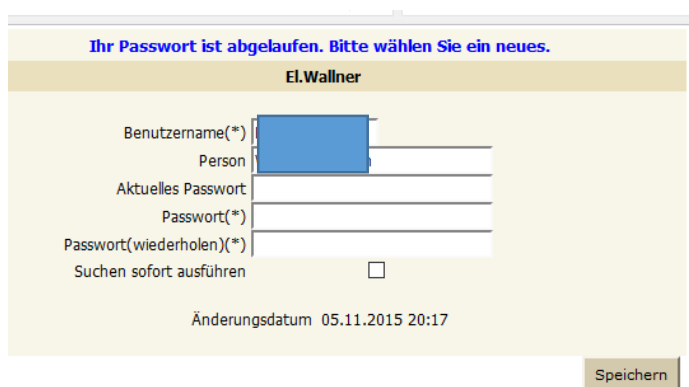 Ihr Passwort ist abgelaufen. Bitte wählen Sie ein neues.
El.Wallner
Benutzername(*)
Person
Aktuelles Passwort
Passwort(*)
Passwort(wiederholen)(*)
Suchen sofort ausführen
Änderungsdatum 05.11.2015 20:17
Speichern